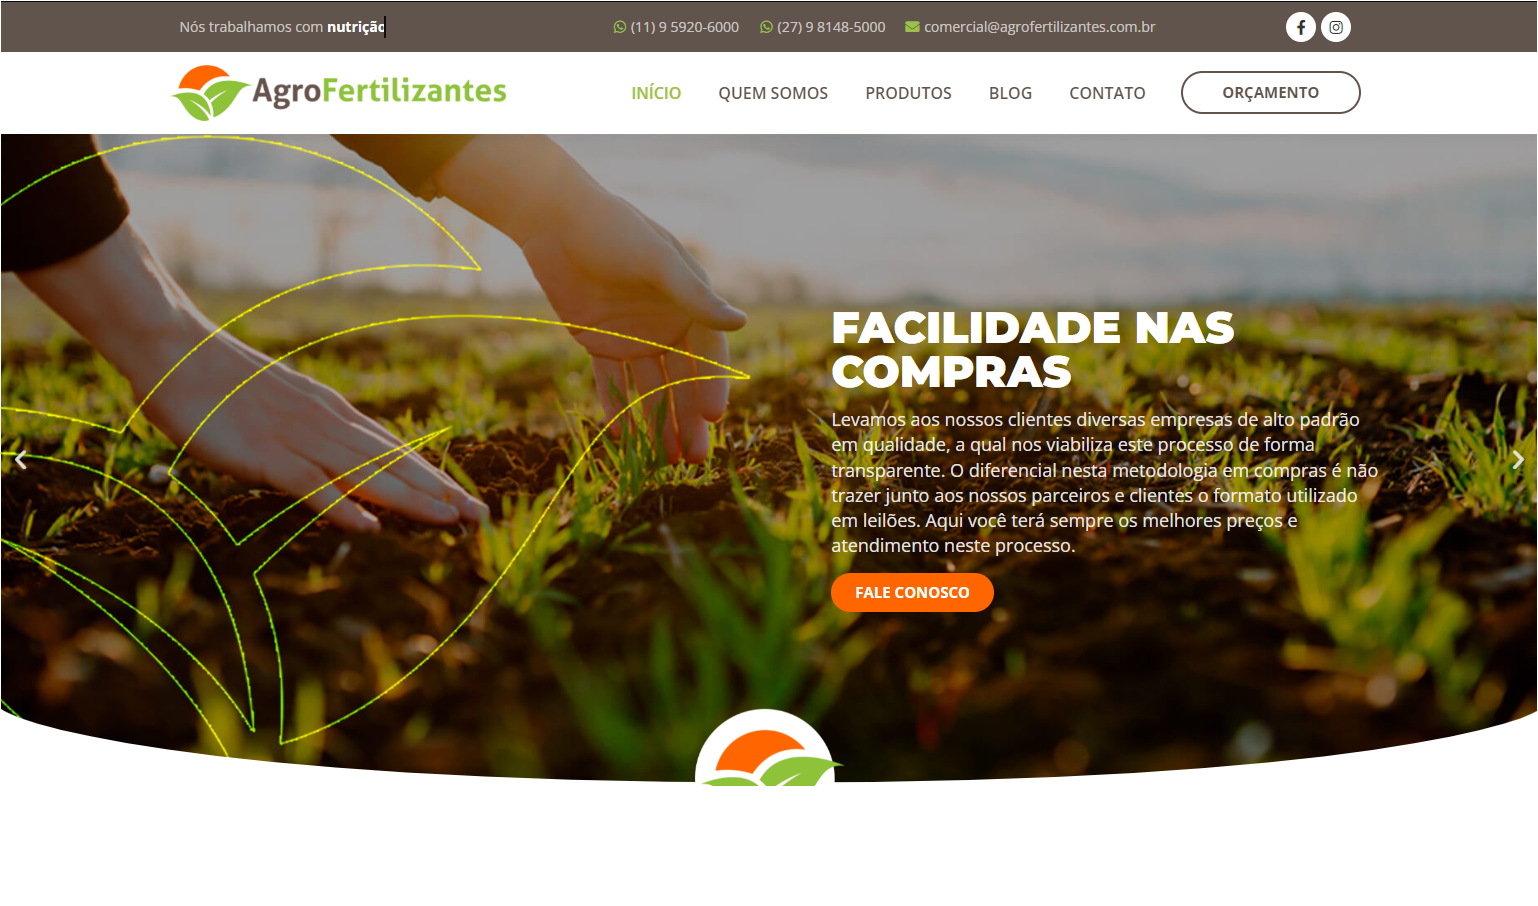 Nós trabalhamos com nutrição
(11) 9 5920-6000
(27) 9 8148-5000
comercial@agrofertilizantes.com.br
AgroFertilizantes
INÍCIO
QUEM SOMOS
PRODUTOS
BLOG
CONTATO
ORÇAMENTO
FACILIDADE NAS
COMPRAS
Levamos aos nossos clientes diversas empresas de alto padrão
em qualidade, a qual nos viabiliza este processo de forma
transparente. O diferencial nesta metodologia em compras é não
trazer junto aos nossos parceiros e clientes o formato utilizado
em leilões. Aqui você terá sempre os melhores preços e
atendimento neste processo.
FALE CONOSCO